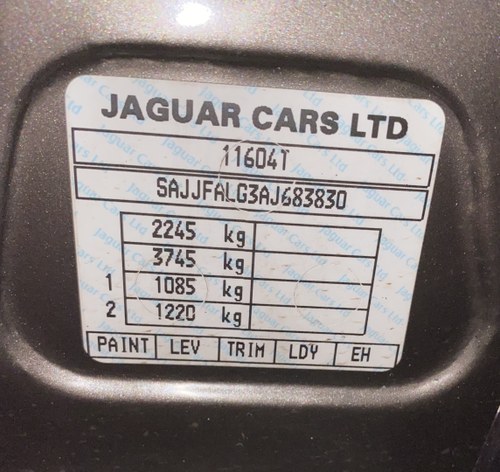 JAGUAR CARS LTD
11604T
SAJJFALG3AJ683830
2245 kg
3745 kg
1 1085 kg
2 1220 kg
PAINT LEV TRIM LDY EH